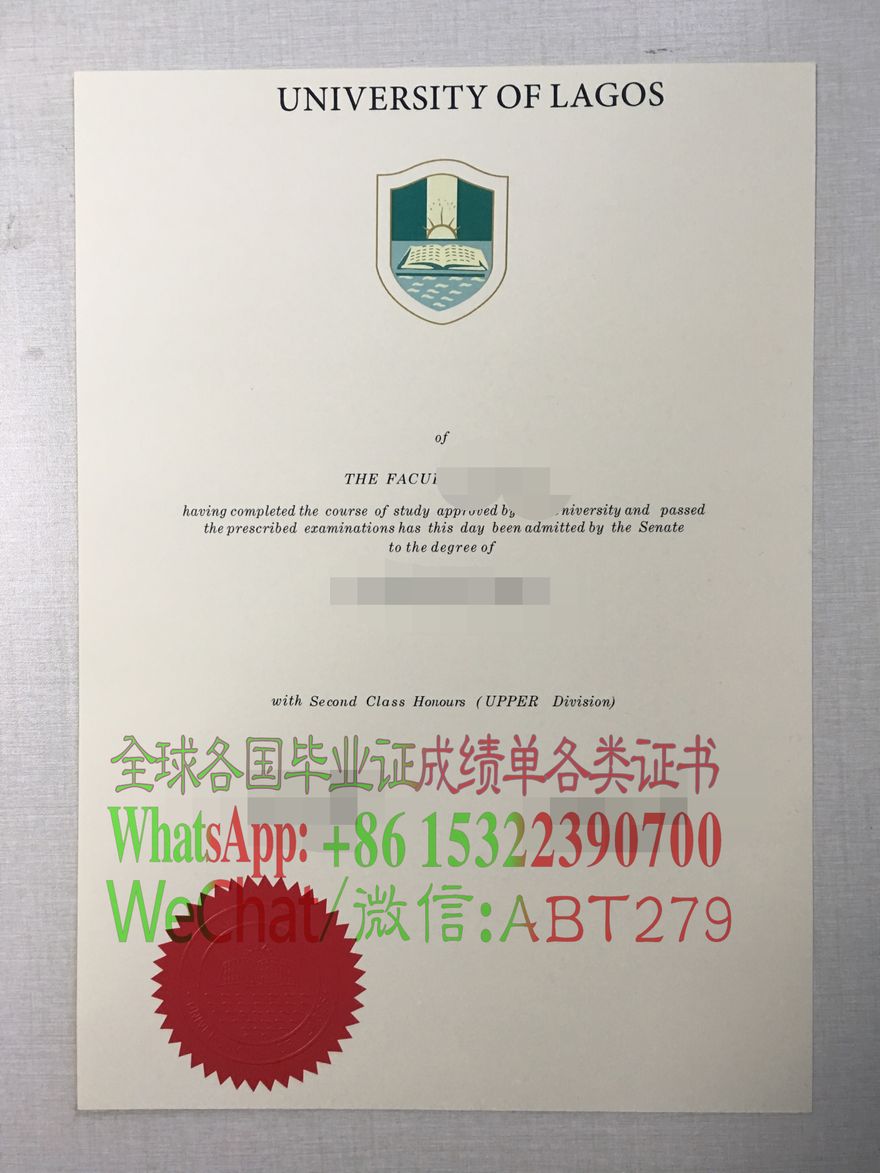 UNIVERSITY OF LAGOS
of
THE FACUL
having completed the course of study approved by niversity and passed
the prescribed examinations has this day been admitted by the Senate
to the degree of
with Second Class Honours (UPPER Division)
全球各国毕业证成绩单各类证书
WhatsApp: +86 15322390700
WeChat/微信:ABT279